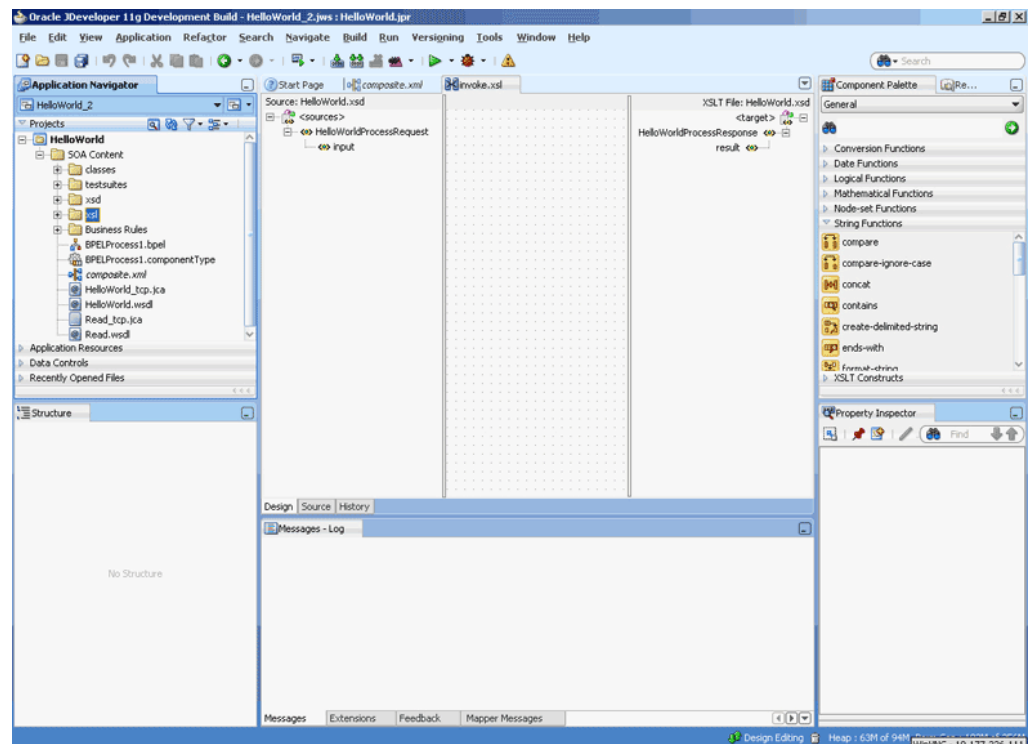 Oracle JDeveloper 11g Development Build - HelloWorld_2.jws : HelloWorld.jpr
File Edit View Application Refactor Search Navigate Build Run Versioning Tools Window Help
Search
Application Navigator
HelloWorld_2
Projects
HelloWorld
SOA Content
classes
testsuites
xsd
xsl
Business Rules
BPELProcess1.bpel
BPELProcess1.componentType
composite.xml
HelloWorld_tcp.jca
HelloWorld.wsdl
Read_tcp.jca
Read.wsdl
Application Resources
Data Controls
Recently Opened Files
Structure
No Structure
Start Page composite.xml invoke.xsl
Source: HelloWorld.xsd
XSLT File: HelloWorld.xsd
<sources>
HelloWorldProcessRequest
input
<target>
HelloWorldProcessResponse
result
Design Source History
Messages - Log
Messages Extensions Feedback Mapper Messages
Component Palette Re...
General
Conversion Functions
Date Functions
Logical Functions
Mathematical Functions
Node-set Functions
String Functions
compare
compare-ignore-case
concat
contains
create-delimited-string
ends-with
format-string
XSLT Constructs
Property Inspector
Find
Design Editing Heap : 63M of 94M